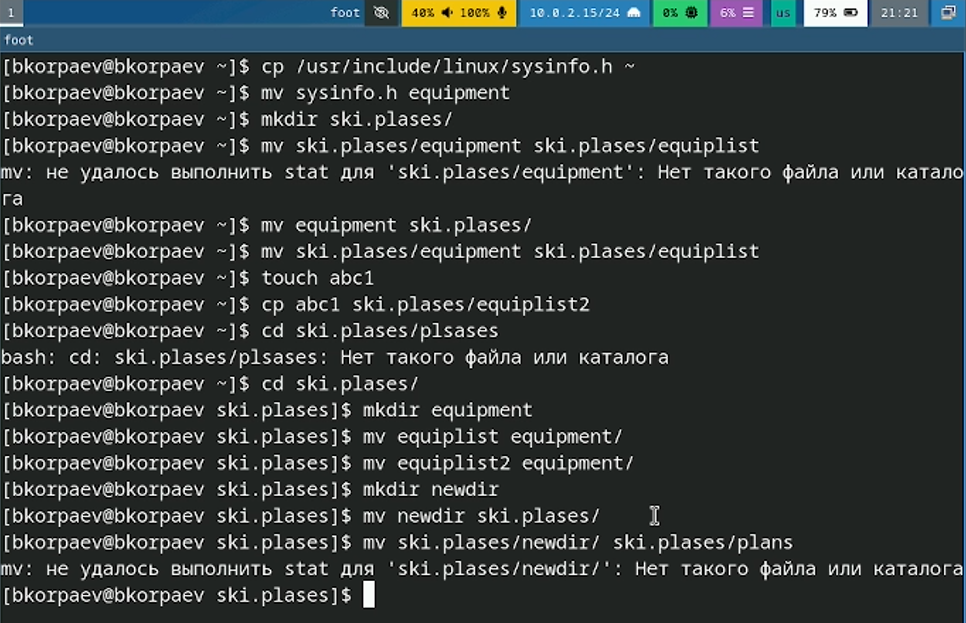 1 foot 40% 100% 10.0.2.15/24 0% 6% us 79% 21:21
foot
[bkorpaev@bkorpaev ~]$ cp /usr/include/linux/sysinfo.h ~
[bkorpaev@bkorpaev ~]$ mv sysinfo.h equipment
[bkorpaev@bkorpaev ~]$ mkdir ski.plases/
[bkorpaev@bkorpaev ~]$ mv ski.plases/equipment ski.plases/equiplist
mv: не удалось выполнить stat для 'ski.plases/equipment': Нет такого файла или катало
га
[bkorpaev@bkorpaev ~]$ mv equipment ski.plases/
[bkorpaev@bkorpaev ~]$ mv ski.plases/equipment ski.plases/equiplist
[bkorpaev@bkorpaev ~]$ touch abc1
[bkorpaev@bkorpaev ~]$ cp abc1 ski.plases/equiplist2
[bkorpaev@bkorpaev ~]$ cd ski.plases/plsases
bash: cd: ski.plases/plsases: Нет такого файла или каталога
[bkorpaev@bkorpaev ~]$ cd ski.plases/
[bkorpaev@bkorpaev ski.plases]$ mkdir equipment
[bkorpaev@bkorpaev ski.plases]$ mv equiplist equipment/
[bkorpaev@bkorpaev ski.plases]$ mv equiplist2 equipment/
[bkorpaev@bkorpaev ski.plases]$ mkdir newdir
[bkorpaev@bkorpaev ski.plases]$ mv newdir ski.plases/
[bkorpaev@bkorpaev ski.plases]$ mv ski.plases/newdir/ ski.plases/plans
mv: не удалось выполнить stat для 'ski.plases/newdir/': Нет такого файла или каталога
[bkorpaev@bkorpaev ski.plases]$